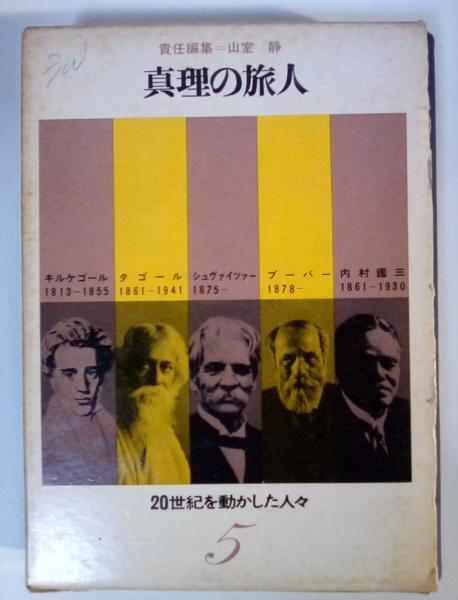 責任編集=山室 静
真理の旅人
キルケゴール タゴール シュヴァイツァー ブーバー 内村鑑三
1813-1855 1861-1941 1875- 1878- 1861-1930
20世紀を動かした人々
5